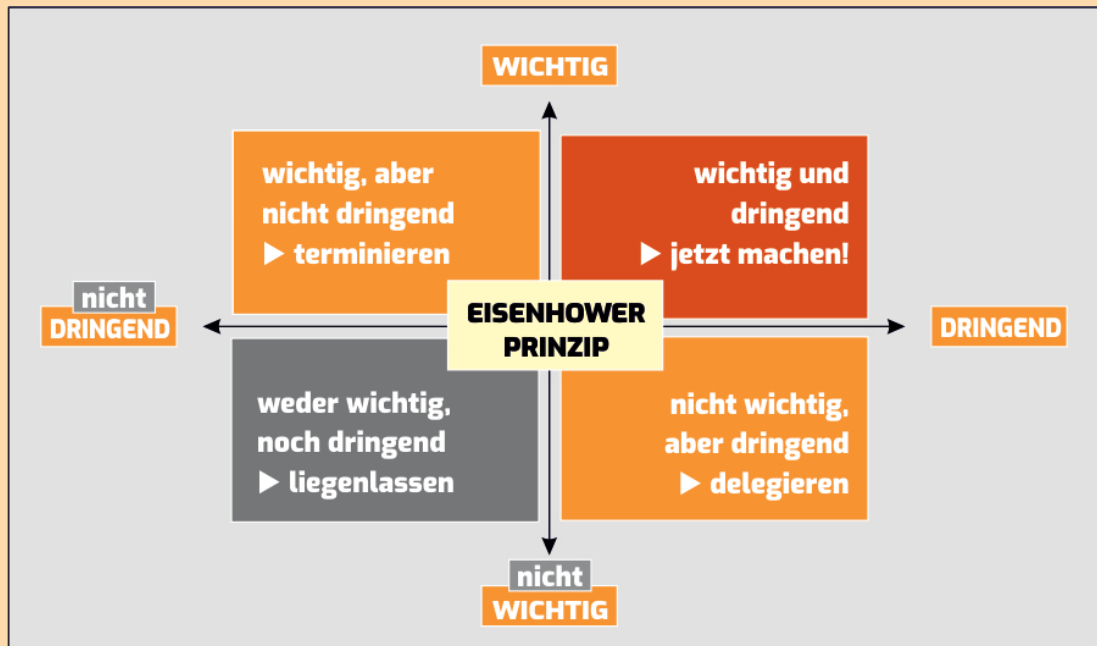 WICHTIG
wichtig, aber
nicht dringend
▶ terminieren
wichtig und
dringend
▶ jetzt machen!
nicht
DRINGEND
EISENHOWER
PRINZIP
DRINGEND
weder wichtig,
noch dringend
▶ liegenlassen
nicht wichtig,
aber dringend
▶ delegieren
nicht
WICHTIG